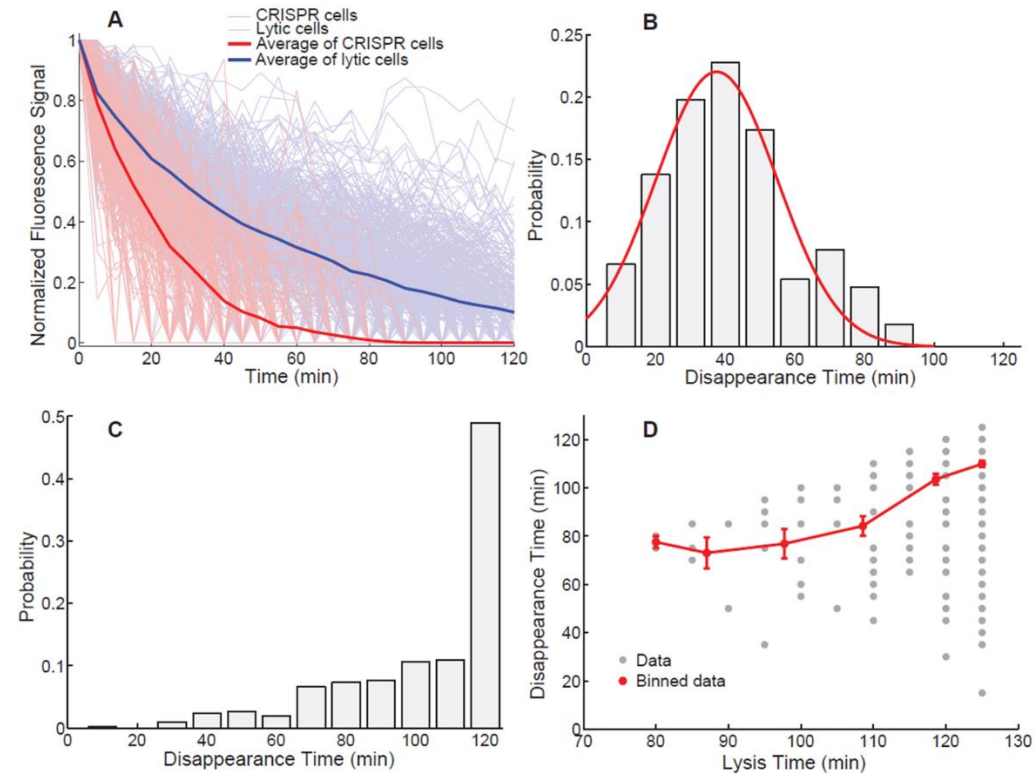 A
CRISPR cells
Lytic cells
Average of CRISPR cells
Average of lytic cells
Normalized Fluorescence Signal
1
0.8
0.6
0.4
0.2
0
0 20 40 60 80 100 120
Time (min)
B
Probability
0.25
0.2
0.15
0.1
0.05
0
0 20 40 60 80 100 120
Disappearance Time (min)
C
Probability
0.5
0.4
0.3
0.2
0.1
0
0 20 40 60 80 100 120
Disappearance Time (min)
D
Disappearance Time (min)
120
100
80
60
40
20
0
Data
Binned data
70 80 90 100 110 120 130
Lysis Time (min)